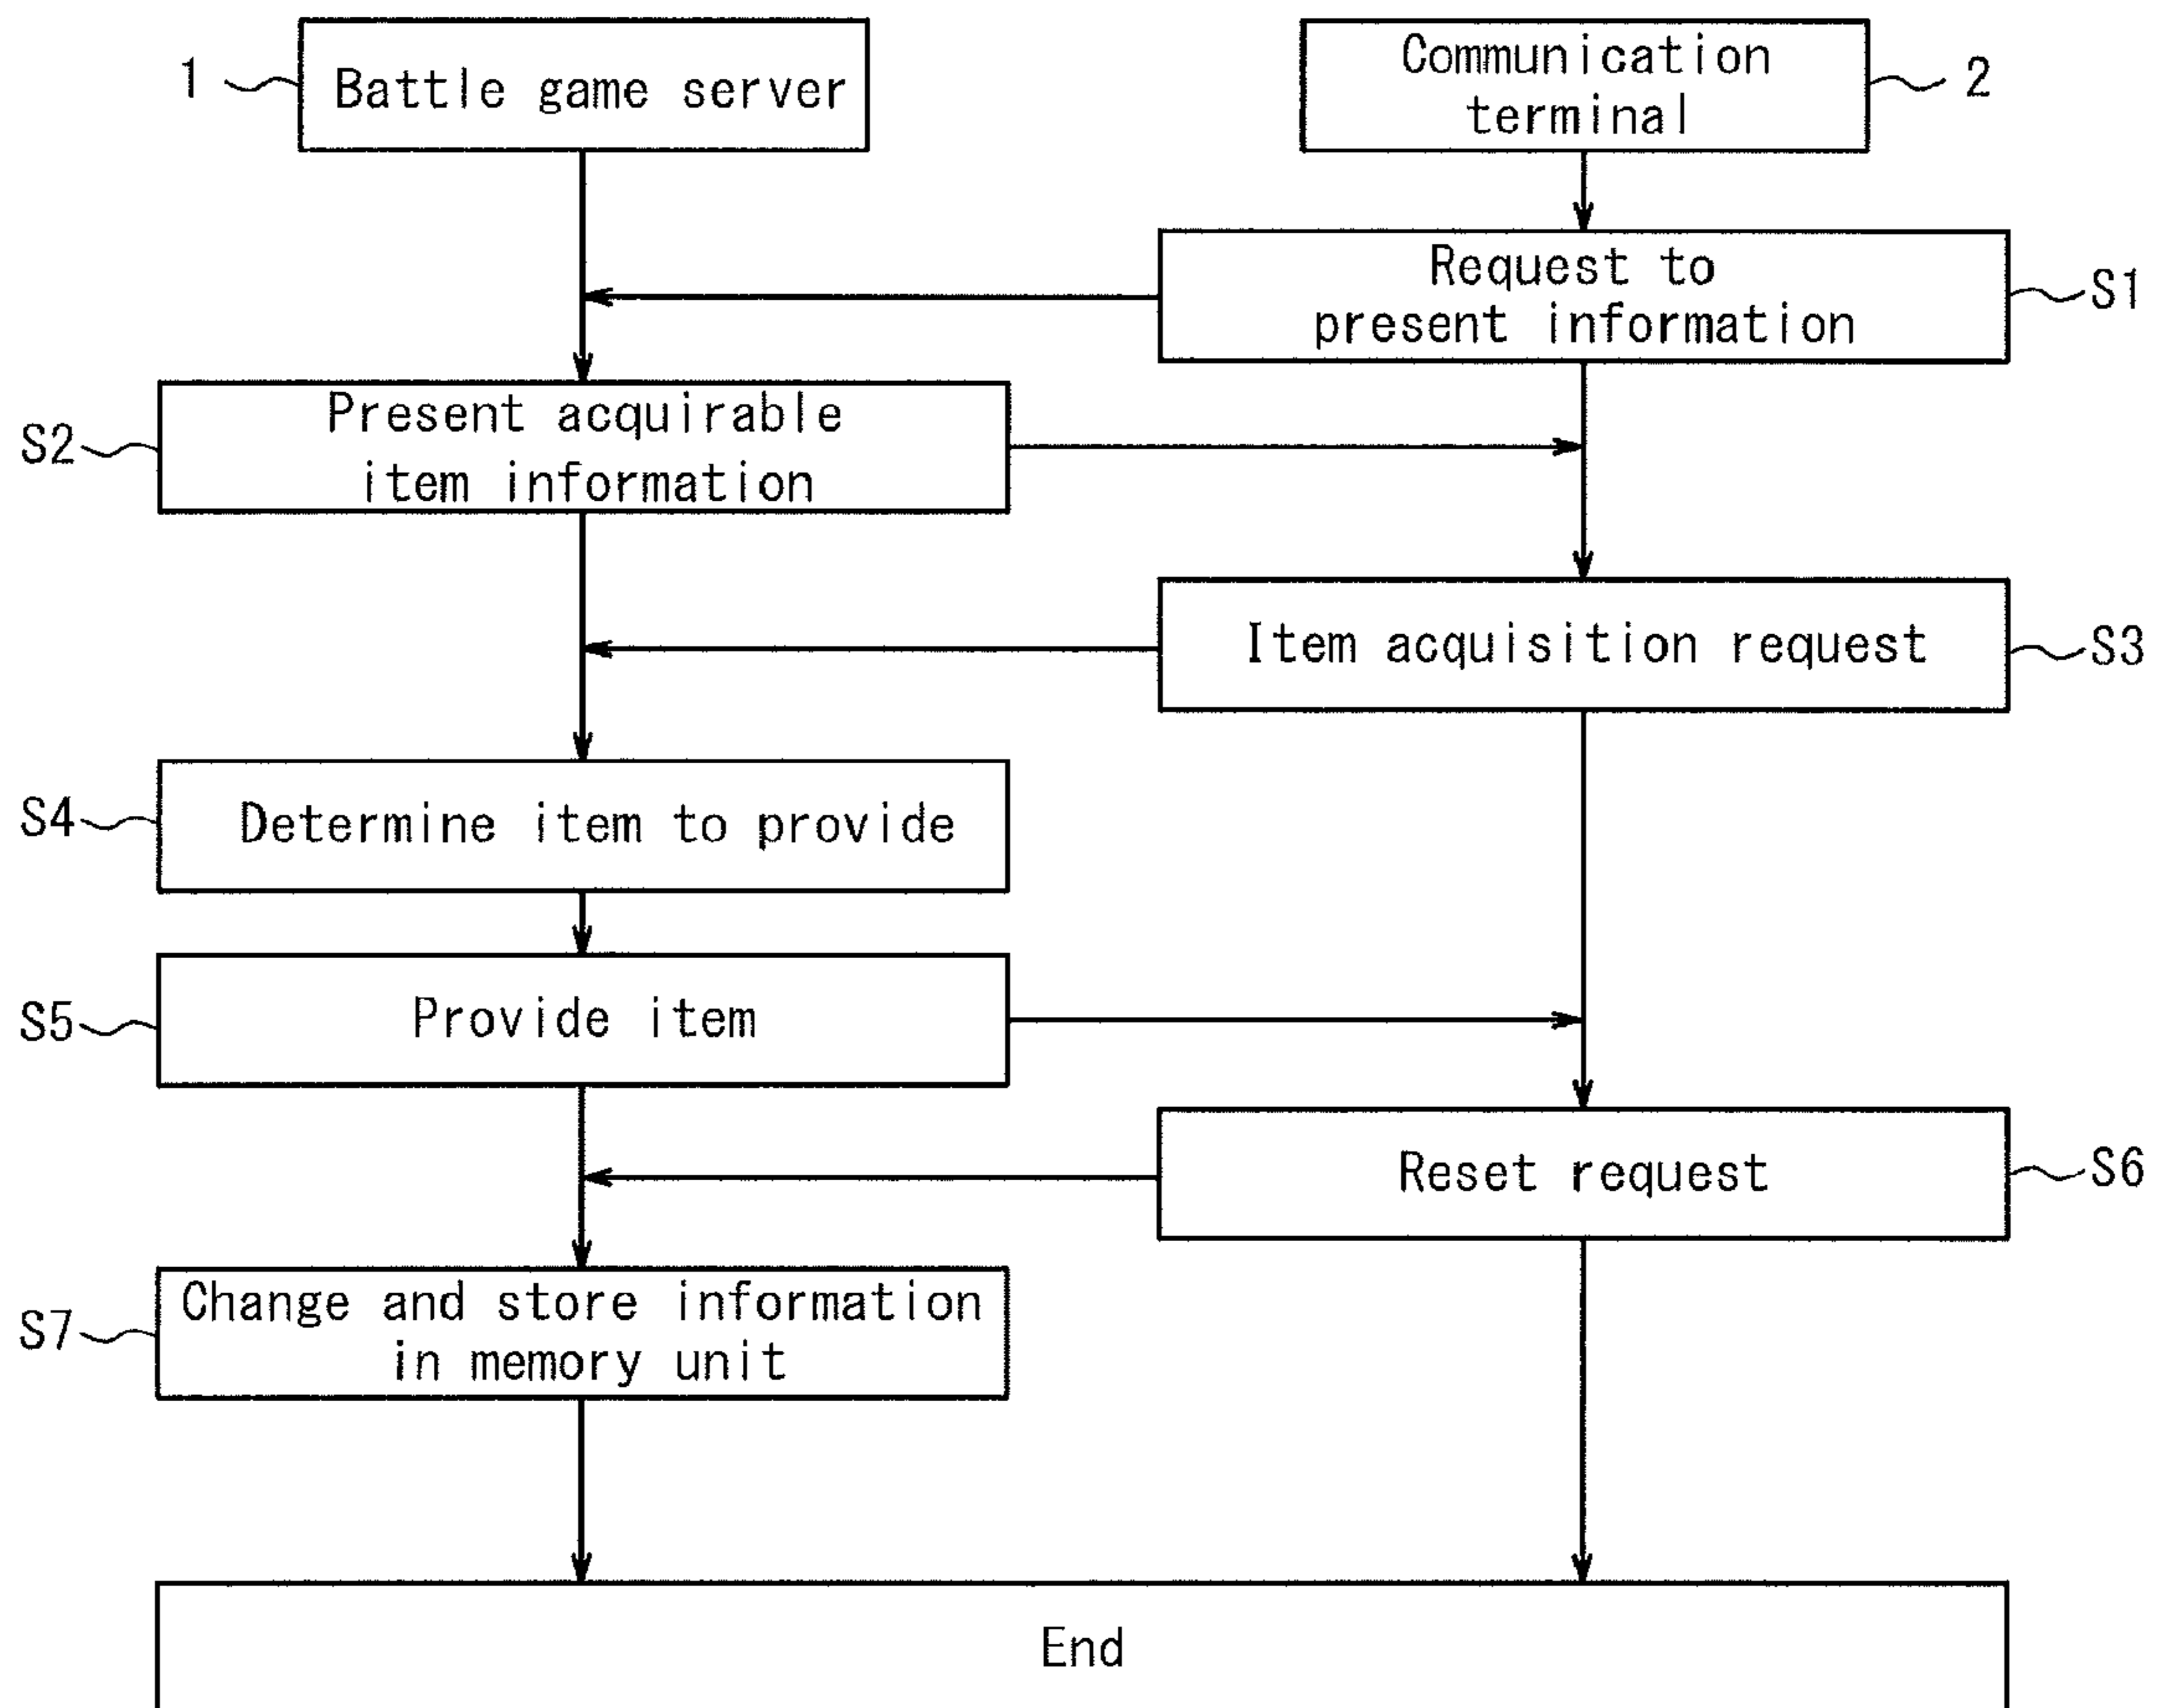 1
Battle game server
Communication
terminal
2
Request to
present information
S1
S2
Present acquirable
item information
Item acquisition request
S3
S4
Determine item to provide
S5
Provide item
Reset request
S6
S7
Change and store information
in memory unit
End